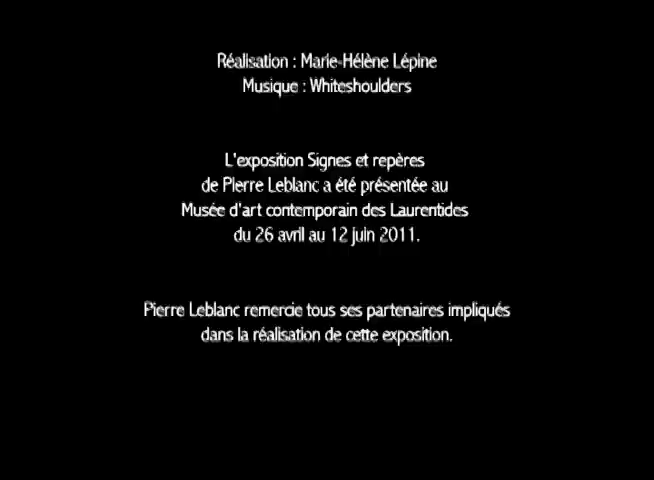 Réalisation : Marie-Hélène Lépine
Musique : Whiteshoulders
L'exposition Signes et repères
de Pierre Leblanc a été présentée au
Musée d'art contemporain des Laurentides
du 26 avril au 12 juin 2011.
Pierre Leblanc remercie tous ses partenaires impliqués
dans la réalisation de cette exposition.